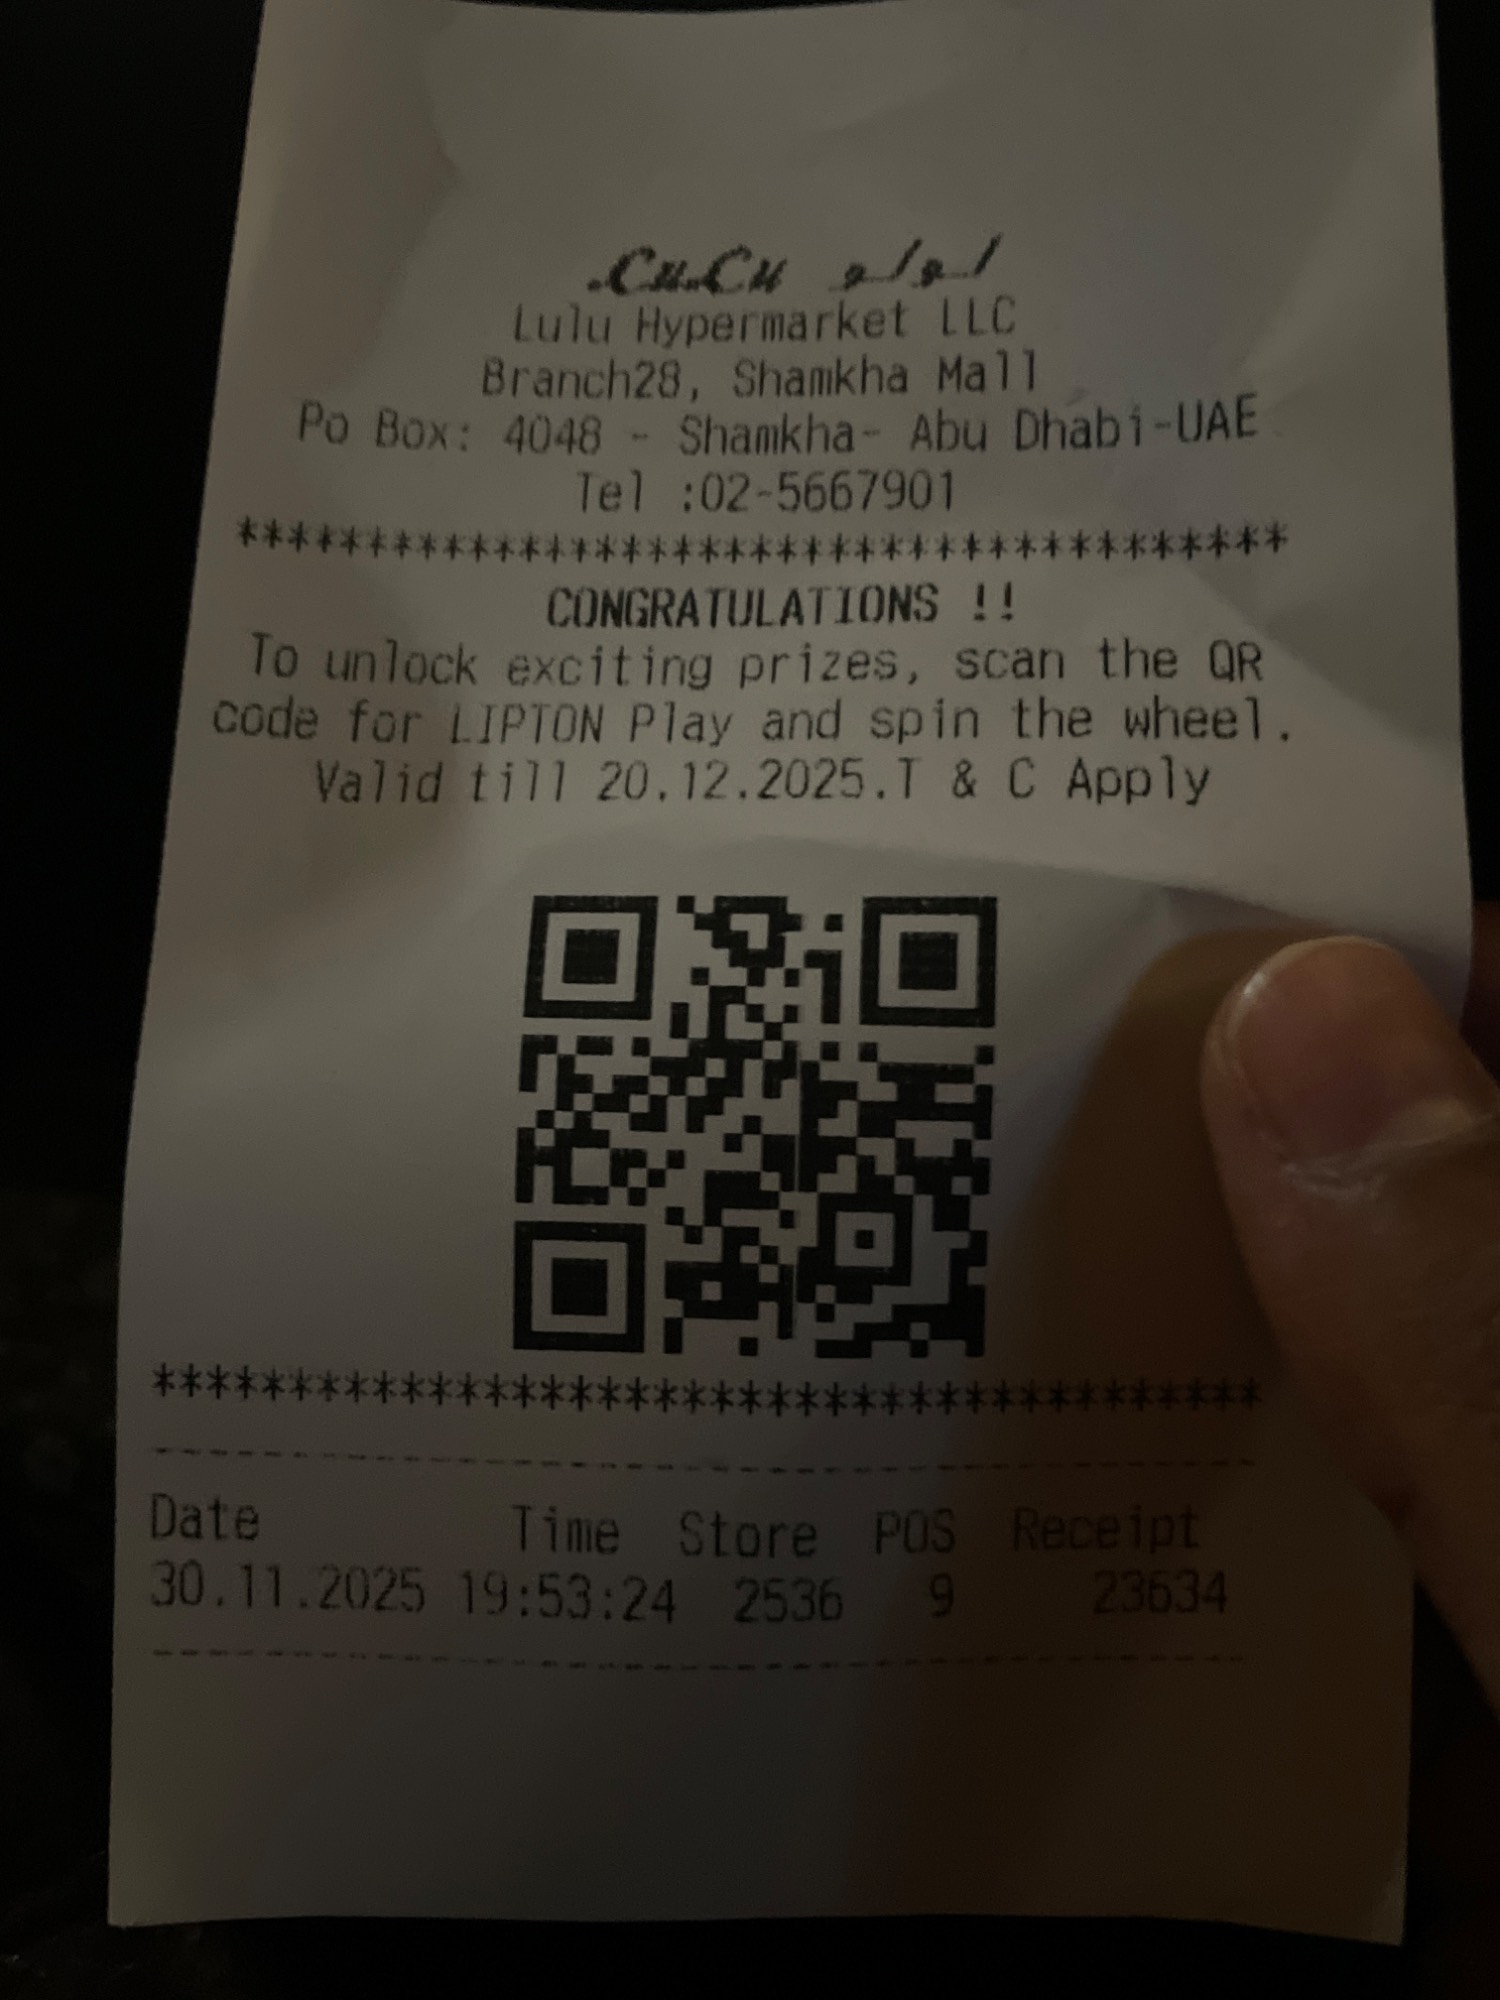 LuLu لولو
Lulu Hypermarket LLC
Branch28, Shamkha Mall
Po Box: 4048 - Shamkha- Abu Dhabi-UAE
Tel :02-5667901
*****************************************
CONGRATULATIONS !!
To unlock exciting prizes, scan the QR
code for LIPTON Play and spin the wheel.
Valid till 20.12.2025.T & C Apply
*****************************************
----------------------------------------
Date Time Store POS Receipt
30.11.2025 19:53:24 2536 9 23634
----------------------------------------